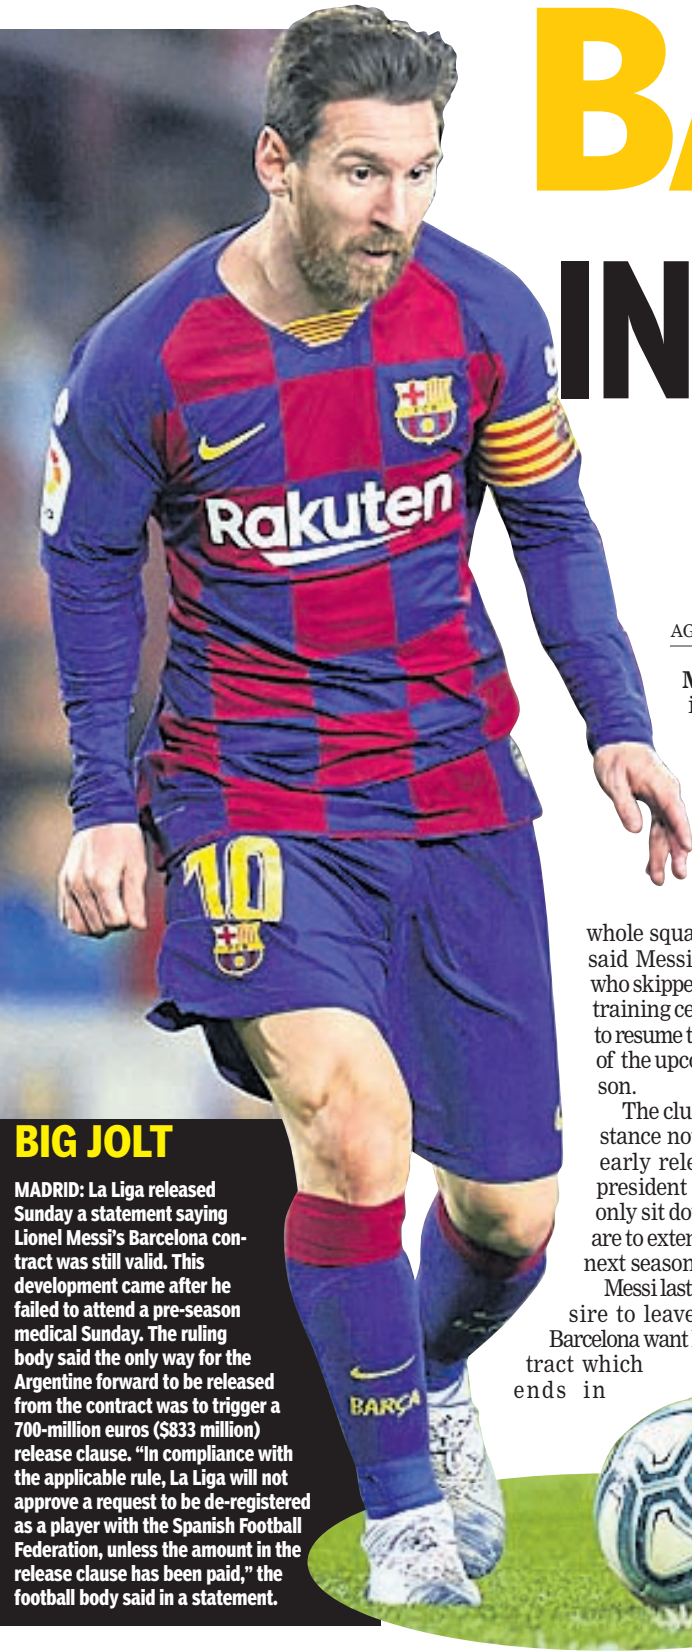 BA
IN
Rakuten
10
AG
M
i
whole squa
said Messi
who skippe
training ce
to resume t
of the upco
son.
The clu
stance no
early rele
president
only sit do
are to exter
next season
Messi last
sire to leave
Barcelona want
tract which
ends in
BARÇA
BIG JOLT
MADRID: La Liga released
Sunday a statement saying
Lionel Messi's Barcelona con-
tract was still valid. This
development came after he
failed to attend a pre-season
medical Sunday. The ruling
body said the only way for the
Argentine forward to be released
from the contract was to trigger a
700-million euros ($833 million)
release clause. “In compliance with
the applicable rule, La Liga will not
approve a request to be de-registered
as a player with the Spanish Football
Federation, unless the amount in the
release clause has been paid,” the
football body said in a statement.